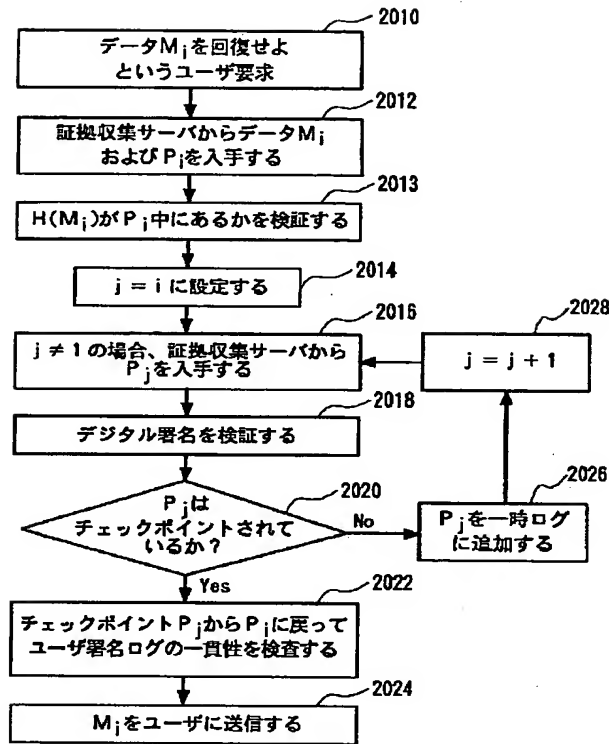 2010
データMiを回復せよ
というユーザ要求
2012
証拠収集サーバからデータMi
およびPiを入手する
2013
H(Mi)がPi中にあるかを検証する
2014
j = i に設定する
2016
j ≠ 1 の場合、証拠収集サーバから
Pjを入手する
2028
j = j + 1
2018
デジタル署名を検証する
2020
Pjは
チェックポイントされて
いるか？
No
2026
Pjを一時ログ
に追加する
Yes
2022
チェックポイントPjからPiに戻って
ユーザ署名ログの一貫性を検査する
2024
Miをユーザに送信する